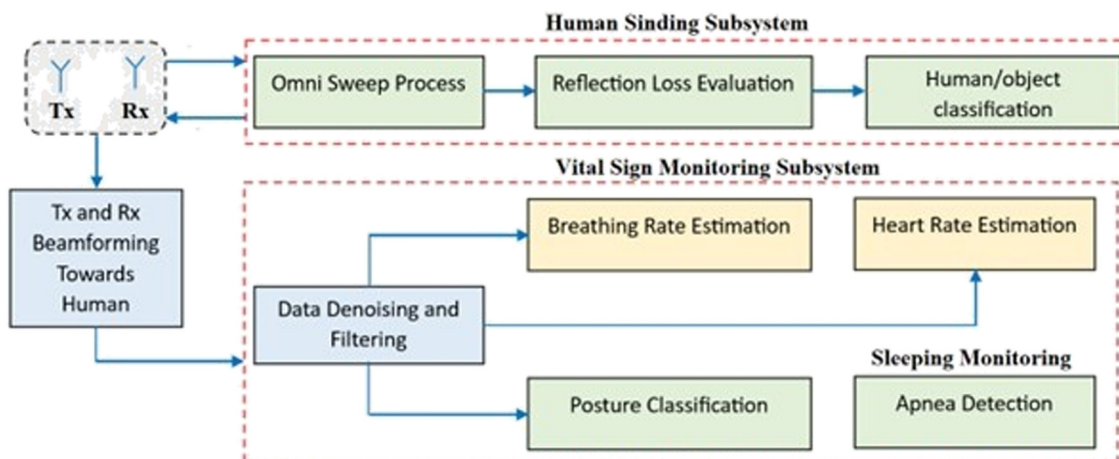 Human Sinding Subsystem
Tx Rx
Omni Sweep Process
Reflection Loss Evaluation
Human/object
classification
Vital Sign Monitoring Subsystem
Tx and Rx
Beamforming
Towards
Human
Breathing Rate Estimation
Heart Rate Estimation
Data Denoising and
Filtering
Sleeping Monitoring
Posture Classification
Apnea Detection